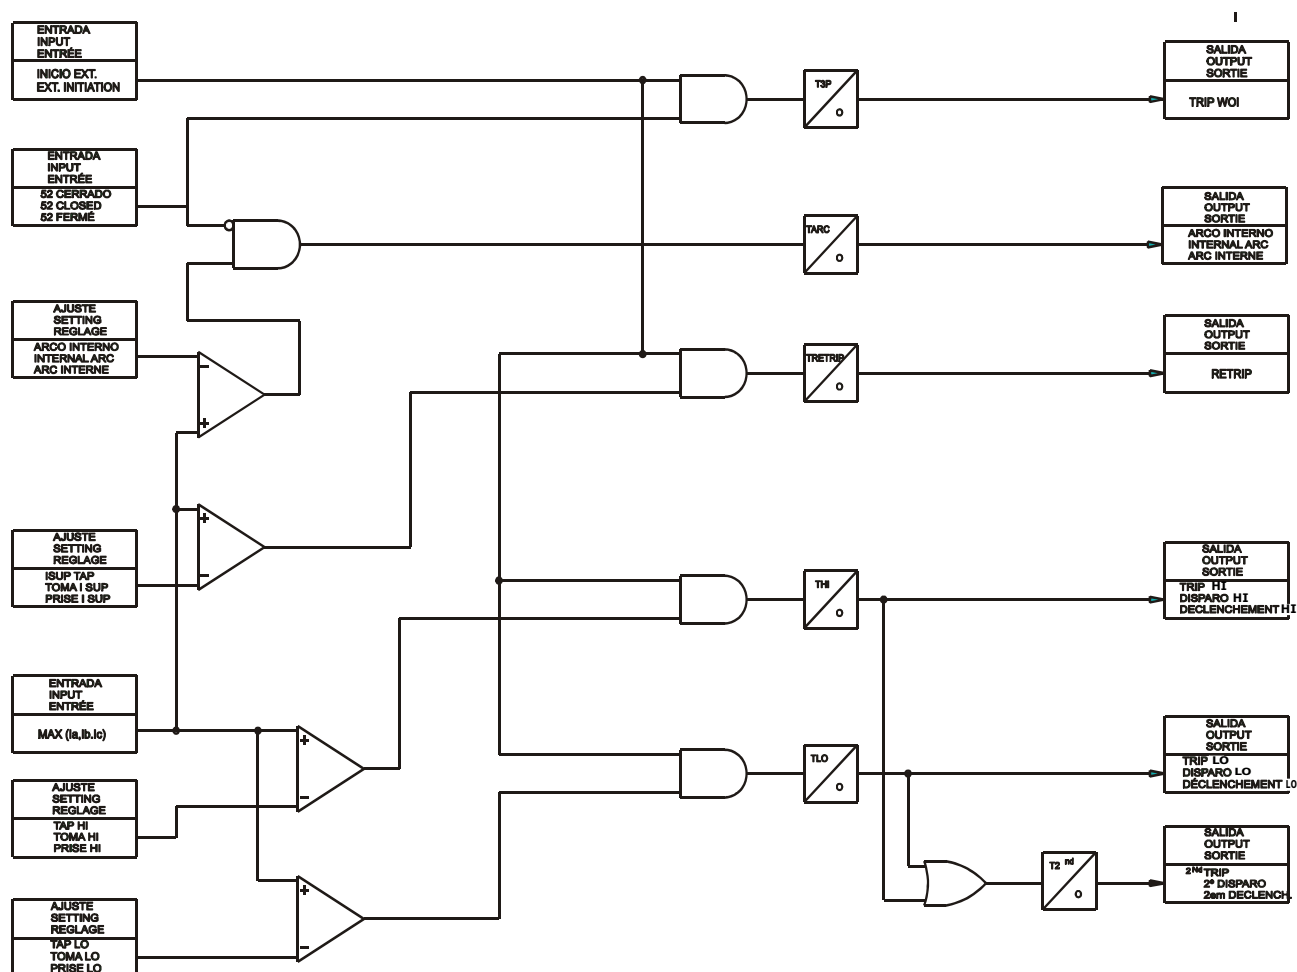 ENTRADA
INPUT
ENTRÉE
INICIO EXT.
EXT. INITIATION
ENTRADA
INPUT
ENTRÉE
52 CERRADO
52 CLOSED
52 FERMÉ
AJUSTE
SETTING
REGLAGE
ARCO INTERNO
INTERNAL ARC
ARC INTERNE
AJUSTE
SETTING
REGLAGE
ISUP TAP
TOMA I SUP
PRISE I SUP
ENTRADA
INPUT
ENTRÉE
MAX (Ia,Ib.Ic)
AJUSTE
SETTING
REGLAGE
TAP HI
TOMA HI
PRISE HI
AJUSTE
SETTING
REGLAGE
TAP LO
TOMA LO
PRISE LO
-
+
+
-
+
-
+
-
T3P
O
TARC
O
TRETRIP
O
THI
O
TLO
O
T2 nd
O
I
SALIDA
OUTPUT
SORTIE
TRIP WOI
SALIDA
OUTPUT
SORTIE
ARCO INTERNO
INTERNAL ARC
ARC INTERNE
SALIDA
OUTPUT
SORTIE
RETRIP
SALIDA
OUTPUT
SORTIE
TRIP HI
DISPARO HI
DECLENCHEMENT HI
SALIDA
OUTPUT
SORTIE
TRIP LO
DISPARO LO
DÉCLENCHEMENT LO
SALIDA
OUTPUT
SORTIE
2Nd TRIP
2º DISPARO
2em DECLENCH.